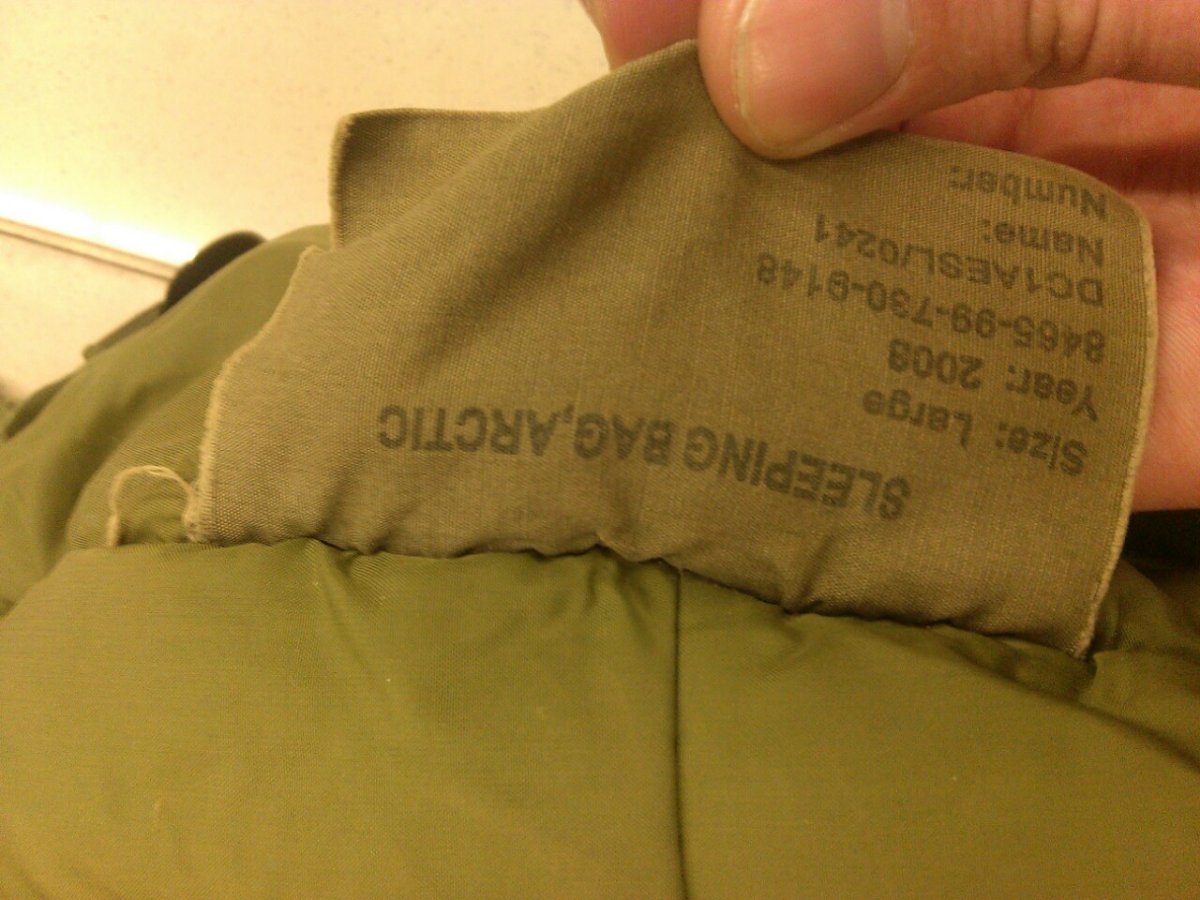 SLEEPING BAG,ARCTIC
Size: Large
Year: 2008
8465-99-730-9148
DC1AESL/0241
Name:
Number: